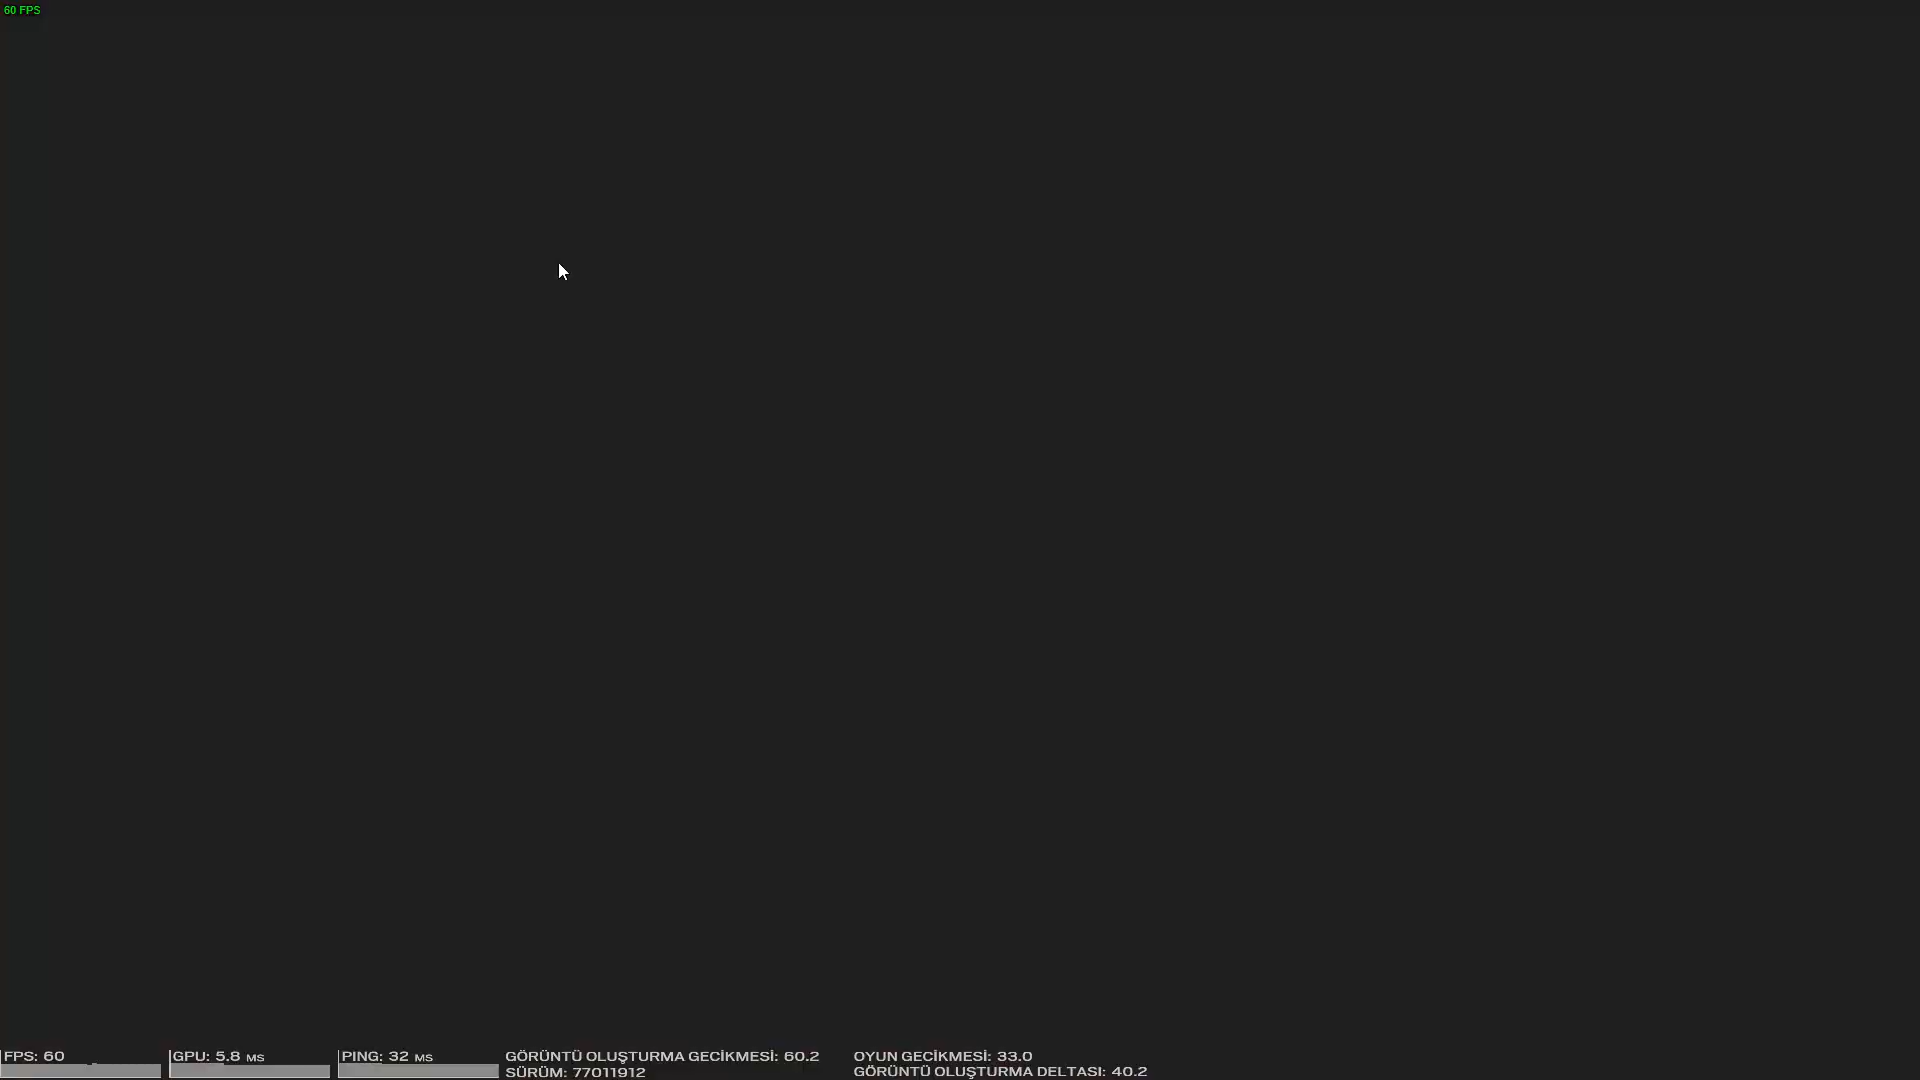 60 FPS
FPS: 60
GPU: 5.8 MS
PING: 32 MS
GÖRÜNTÜ OLUŞTURMA GECİKMESİ: 60.2
OYUN GECİKMESİ: 33.0
SÜRÜM: 77011912
GÖRÜNTÜ OLUŞTURMA DELTASI: 40.2